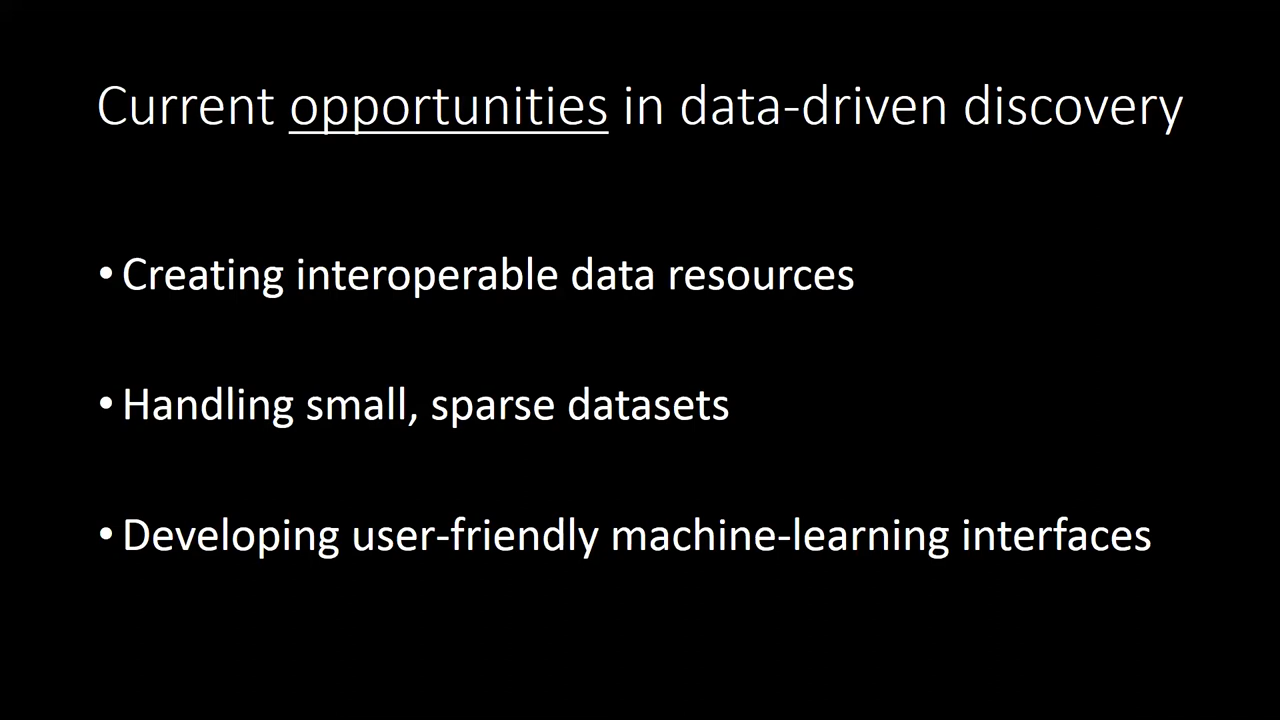 Current opportunities in data-driven discovery
• Creating interoperable data resources
• Handling small, sparse datasets
• Developing user-friendly machine-learning interfaces